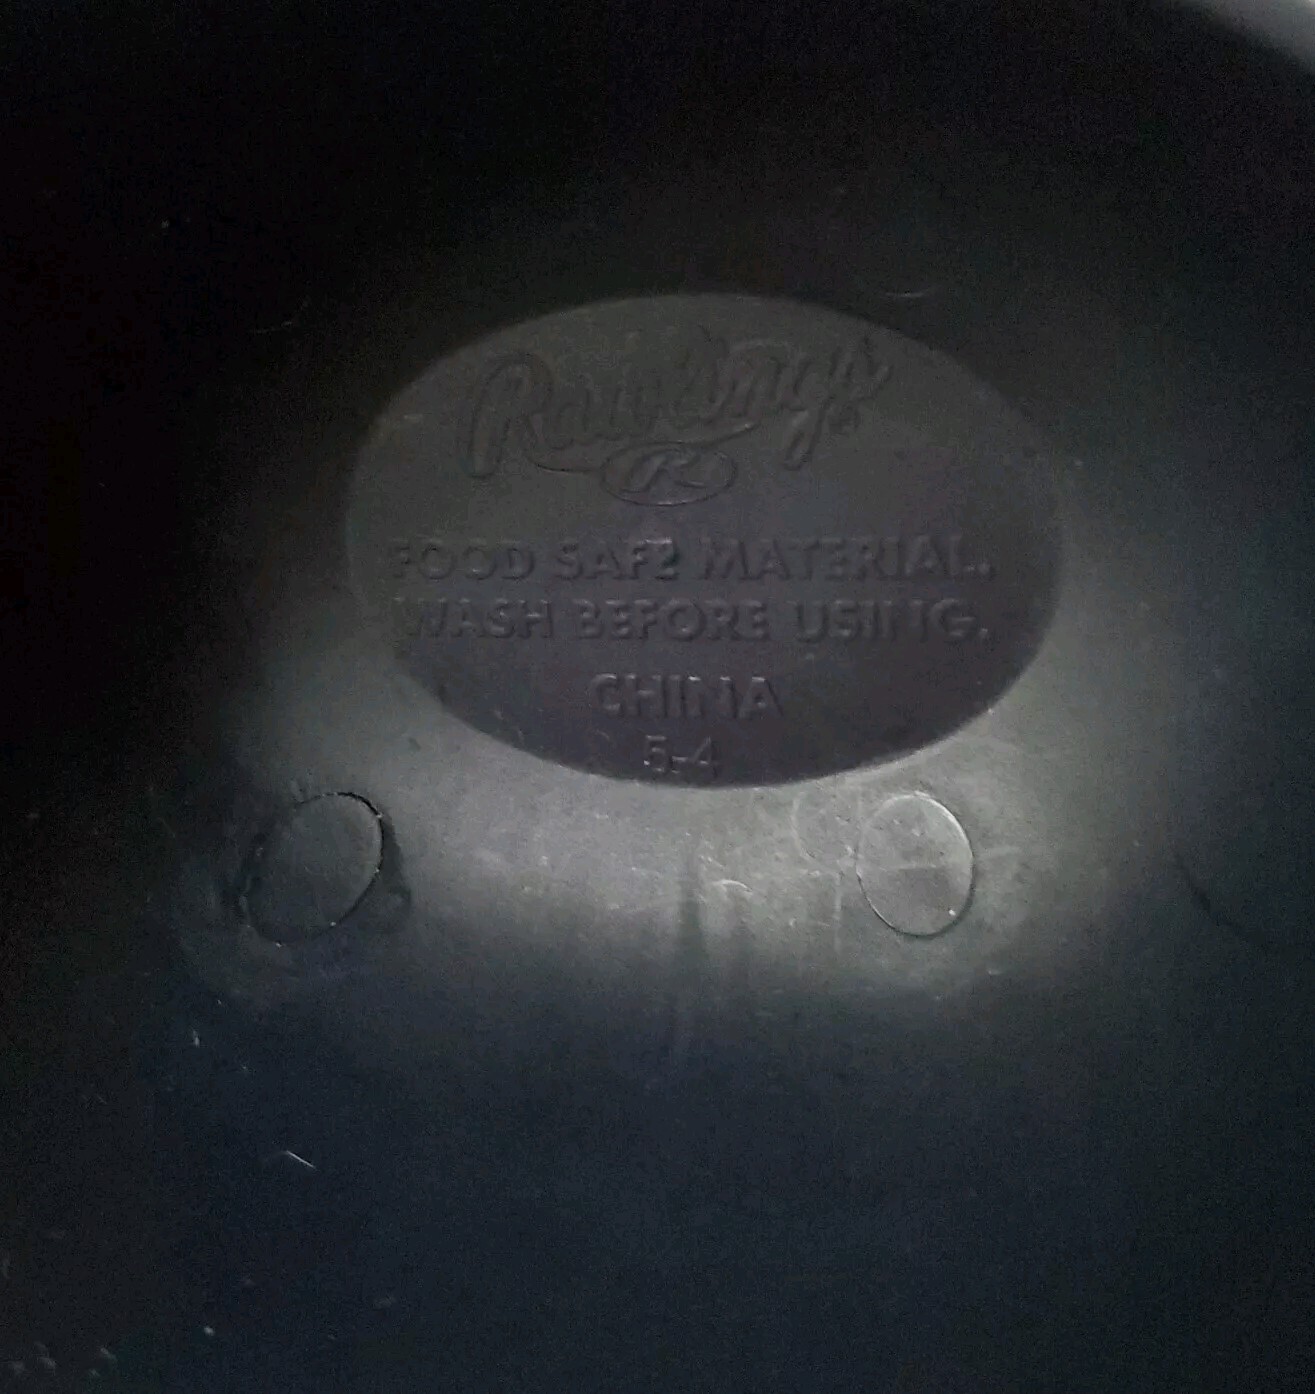 Rawlings®
R
FOOD SAFE MATERIAL.
WASH BEFORE USING.
CHINA
5-4